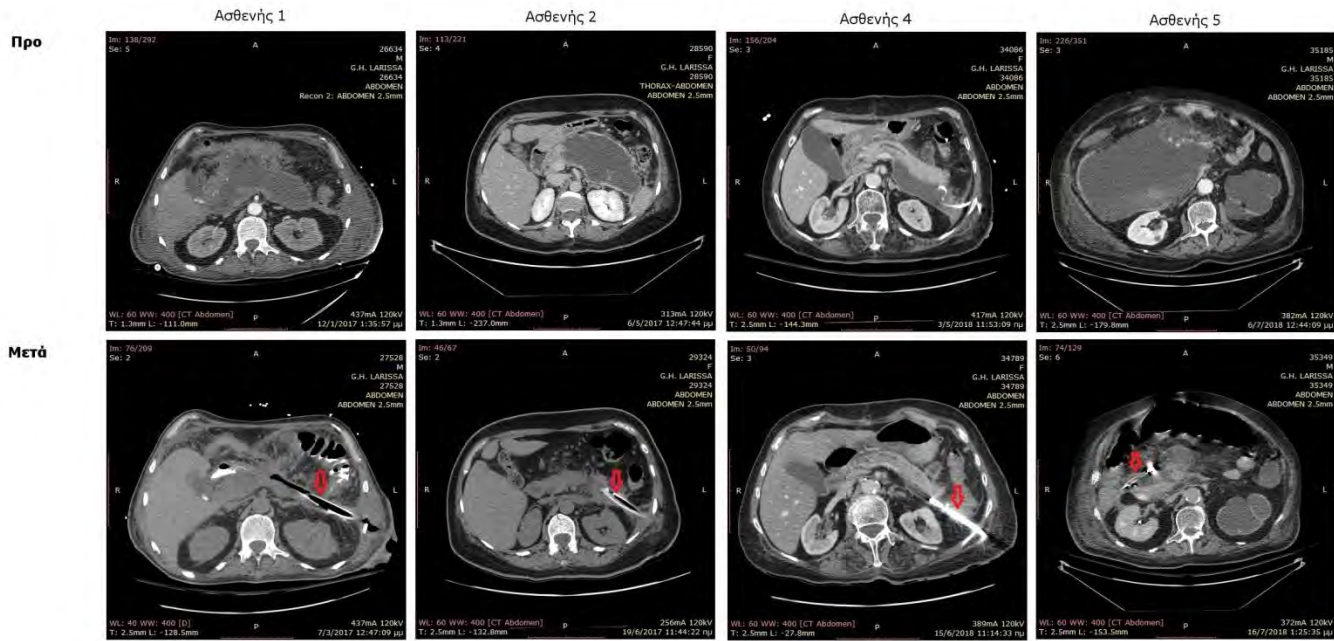 Ασθενής 1
Ασθενής 2
Ασθενής 4
Ασθενής 5
Προ
Im: 138/292
Se: 5
A
26634
M
G.H. LARISSA
26634
ABDOMEN
Recon 2: ABDOMEN 2.5mm
R
L
WL: 60 WW: 400 [CT Abdomen]
T: 1.3mm L: -111.0mm
P
437mA 120kV
12/1/2017 1:35:57 μμ
Im: 113/221
Se: 4
A
28590
F
G.H. LARISSA
28590
THORAX-ABDOMEN
ABDOMEN 2.5mm
R
L
WL: 60 WW: 400 [CT Abdomen]
T: 1.3mm L: -237.0mm
P
313mA 120kV
6/5/2017 12:47:44 μμ
Im: 156/204
Se: 3
A
34086
F
G.H. LARISSA
34086
ABDOMEN
ABDOMEN 2.5mm
R
L
WL: 60 WW: 400 [CT Abdomen]
T: 2.5mm L: -144.3mm
P
417mA 120kV
3/5/2018 11:53:09 πμ
Im: 226/351
Se: 3
A
35185
M
G.H. LARISSA
35185
ABDOMEN
ABDOMEN 2.5mm
R
L
WL: 60 WW: 400 [CT Abdomen]
T: 2.5mm L: -179.8mm
P
382mA 120kV
6/7/2018 12:44:09 μμ
Μετά
Im: 76/209
Se: 2
A
27528
M
G.H. LARISSA
27528
ABDOMEN
ABDOMEN 2.5mm
R
L
WL: 40 WW: 400 [D]
T: 2.5mm L: -128.5mm
P
437mA 120kV
7/3/2017 12:47:09 μμ
Im: 46/67
Se: 2
A
29324
F
G.H. LARISSA
29324
ABDOMEN
ABDOMEN 2.5mm
R
L
WL: 60 WW: 400 [CT Abdomen]
T: 2.5mm L: -132.8mm
P
256mA 120kV
19/6/2017 11:44:22 πμ
Im: 50/94
Se: 3
A
34789
F
G.H. LARISSA
34789
ABDOMEN
ABDOMEN 2.5mm
R
L
WL: 60 WW: 400 [CT Abdomen]
T: 2.5mm L: -27.8mm
P
389mA 120kV
15/6/2018 11:14:33 πμ
Im: 74/129
Se: 6
A
35349
M
G.H. LARISSA
35349
ABDOMEN
ABDOMEN 2.5mm
R
L
WL: 60 WW: 400 [CT Abdomen]
T: 2.5mm L: -153.5mm
P
372mA 120kV
16/7/2018 1:25:35 μμ